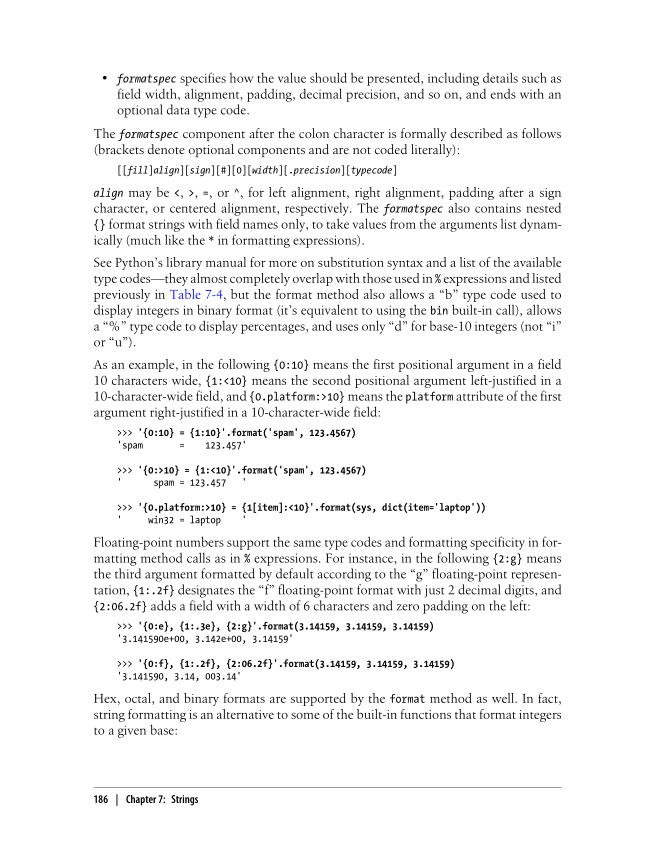 • formatspec specifies how the value should be presented, including details such as
field width, alignment, padding, decimal precision, and so on, and ends with an
optional data type code.
The formatspec component after the colon character is formally described as follows
(brackets denote optional components and are not coded literally):
[[fill]align][sign][#][0][width][.precision][typecode]
align may be <, >, =, or ^, for left alignment, right alignment, padding after a sign
character, or centered alignment, respectively. The formatspec also contains nested
{} format strings with field names only, to take values from the arguments list dynam-
ically (much like the * in formatting expressions).
See Python's library manual for more on substitution syntax and a list of the available
type codes—they almost completely overlap with those used in % expressions and listed
previously in Table 7-4, but the format method also allows a “b” type code used to
display integers in binary format (it's equivalent to using the bin built-in call), allows
a “%” type code to display percentages, and uses only “d” for base-10 integers (not “i”
or “u”).
As an example, in the following {0:10} means the first positional argument in a field
10 characters wide, {1:<10} means the second positional argument left-justified in a
10-character-wide field, and {0.platform:>10} means the platform attribute of the first
argument right-justified in a 10-character-wide field:
>>> '{0:10} = {1:10}'.format('spam', 123.4567)
'spam       =    123.457'
>>> '{0:>10} = {1:<10}'.format('spam', 123.4567)
'      spam = 123.457   '
>>> '{0.platform:>10} = {1[item]:<10}'.format(sys, dict(item='laptop'))
'     win32 = laptop    '
Floating-point numbers support the same type codes and formatting specificity in for-
matting method calls as in % expressions. For instance, in the following {2:g} means
the third argument formatted by default according to the “g” floating-point represen-
tation, {1:.2f} designates the “f” floating-point format with just 2 decimal digits, and
{2:06.2f} adds a field with a width of 6 characters and zero padding on the left:
>>> '{0:e}, {1:.3e}, {2:g}'.format(3.14159, 3.14159, 3.14159)
'3.141590e+00, 3.142e+00, 3.14159'
>>> '{0:f}, {1:.2f}, {2:06.2f}'.format(3.14159, 3.14159, 3.14159)
'3.141590, 3.14, 003.14'
Hex, octal, and binary formats are supported by the format method as well. In fact,
string formatting is an alternative to some of the built-in functions that format integers
to a given base:
186 | Chapter 7: Strings